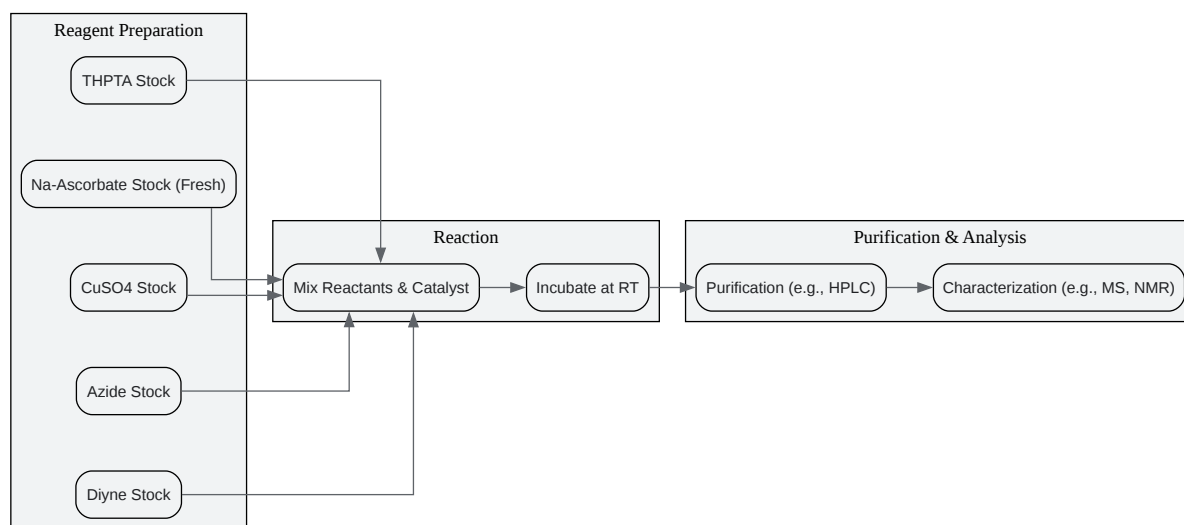 Reagent Preparation
THPTA Stock
Na-Ascorbate Stock (Fresh)
CuSO4 Stock
Azide Stock
Diyne Stock
Reaction
Mix Reactants & Catalyst
Incubate at RT
Purification & Analysis
Purification (e.g., HPLC)
Characterization (e.g., MS, NMR)